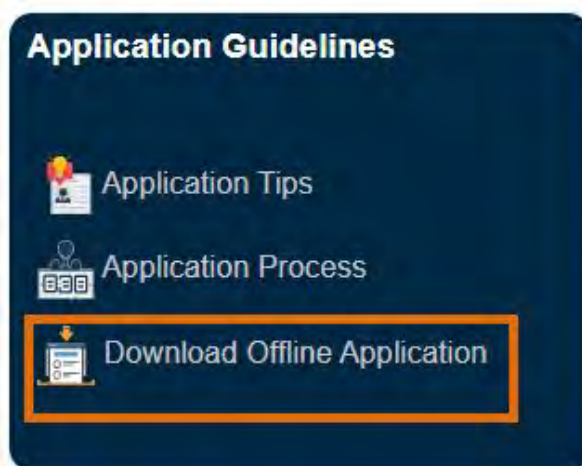 Application Guidelines
Application Tips
Application Process
Download Offline Application